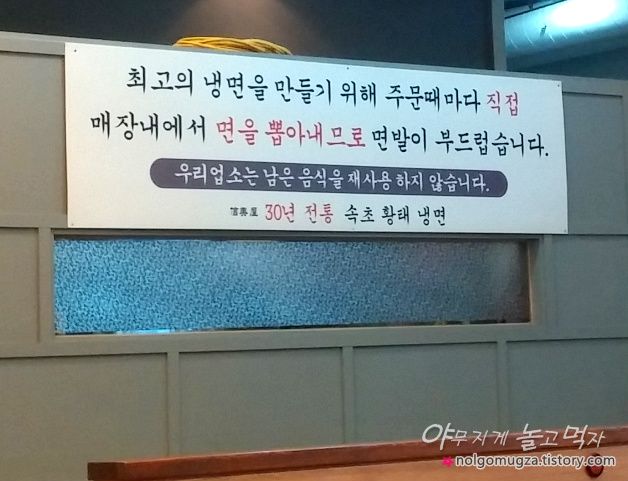 최고의 냉면을 만들기 위해 주문때마다 직접
매장내에서 면을 뽑아내므로 면발이 부드럽습니다.
우리업소는 남은 음식을 재사용 하지 않습니다.
30년 전통 속초 황태 냉면
야무지게 놀고먹자
nolgomugza.tistory.com